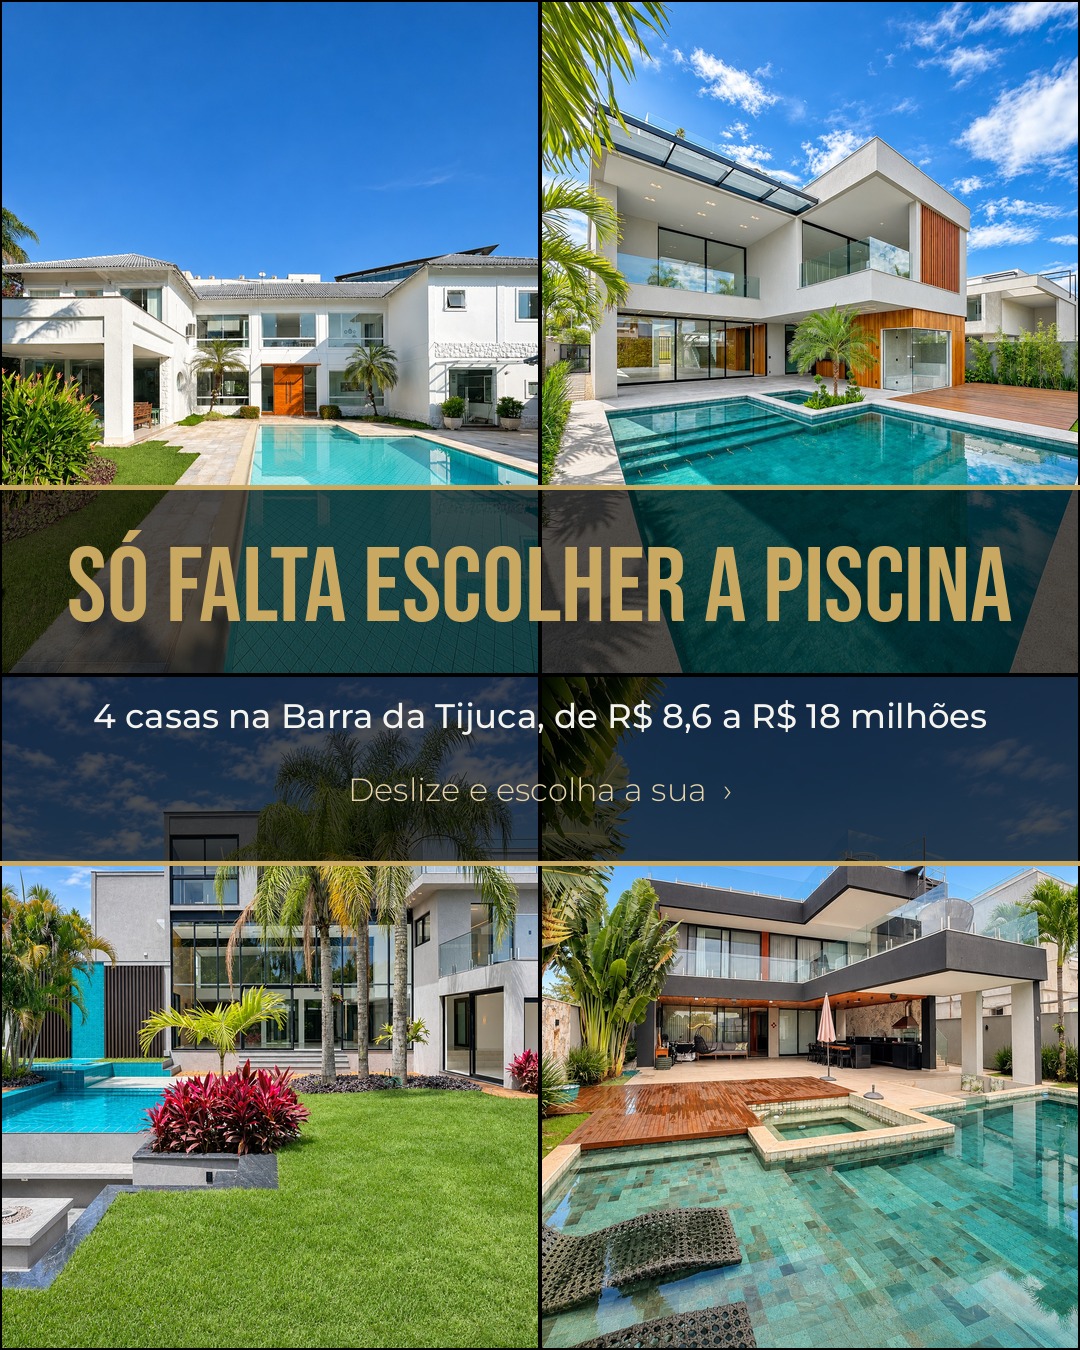 SÓ FALTA ESCOLHER A PISCINA
4 casas na Barra da Tijuca, de R$ 8,6 a R$ 18 milhões
Deslize e escolha a sua ›